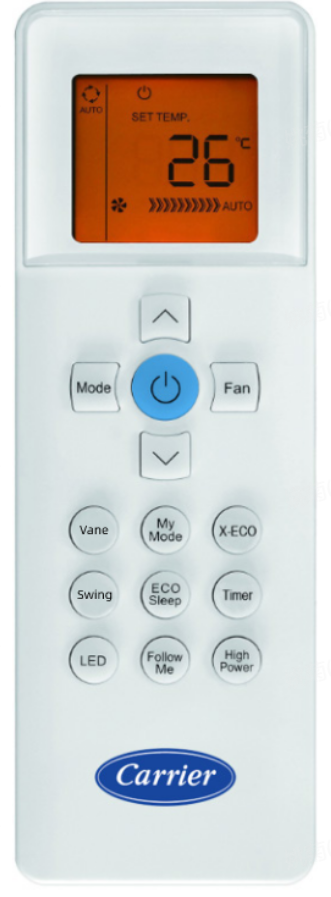 AUTO
SET TEMP.
26 °C
AUTO
Mode
Fan
Vane
My
Mode
X-ECO
Swing
ECO
Sleep
Timer
LED
Follow
Me
High
Power
Carrier